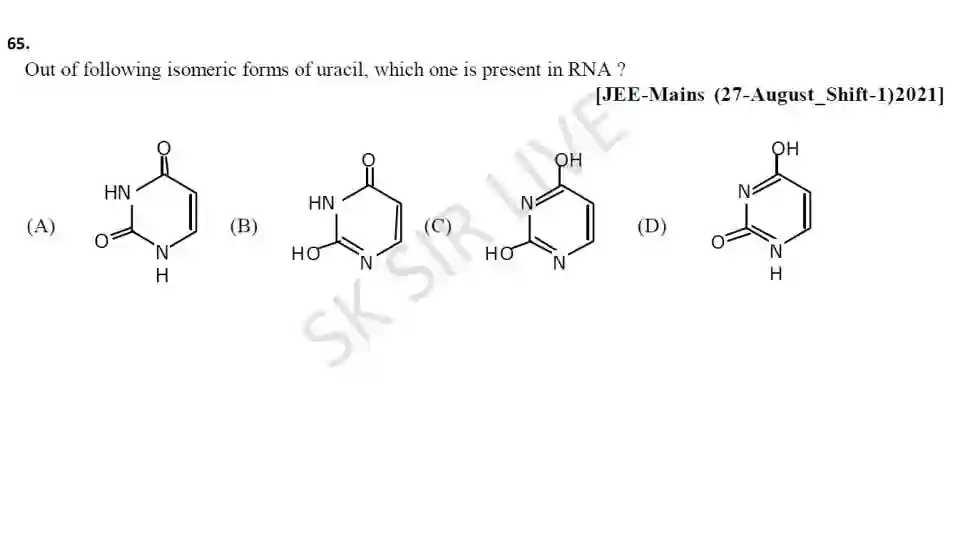 65.
Out of following isomeric forms of uracil, which one is present in RNA ?
[JEE-Mains (27-August_Shift-1)2021]
(A) O HN O N H
(B) O HN HO N
(C) OH N HO N
(D) OH N O N H
SK SIR LIVE